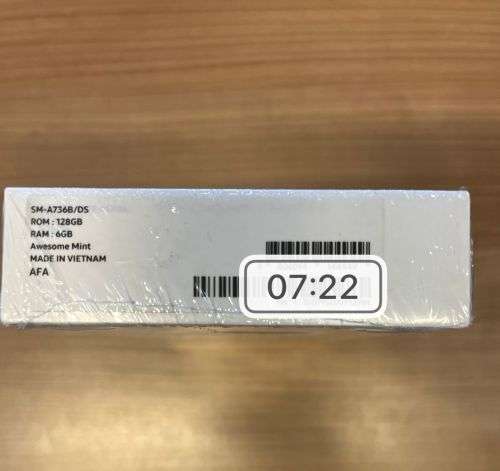 SM-A736B/DS
ROM : 128GB
RAM : 6GB
Awesome Mint
MADE IN VIETNAM
AFA
07:22